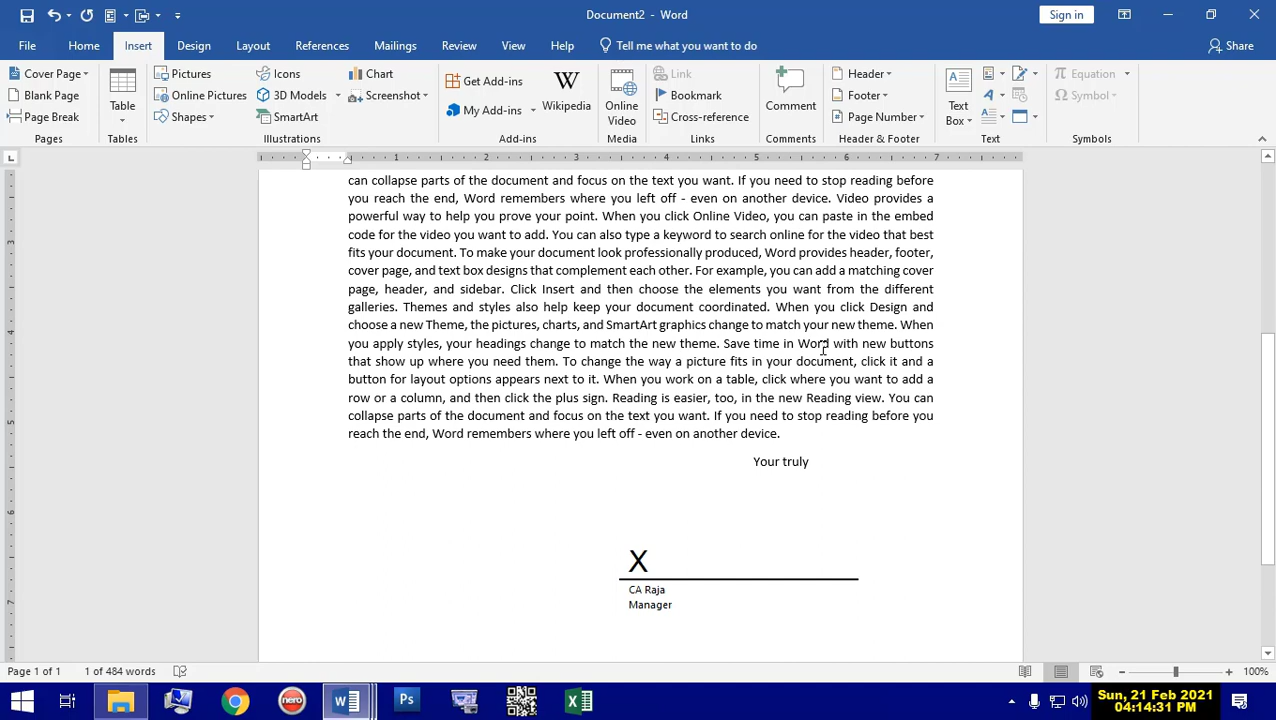 Document2 - Word
Sign in
File Home Insert Design Layout References Mailings Review View Help Tell me what you want to do Share
Cover Page
Blank Page
Page Break
Pages
Table
Tables
Pictures
Online Pictures
Shapes
Icons
3D Models
SmartArt
Chart
Screenshot
Illustrations
Get Add-ins
My Add-ins
Wikipedia
Add-ins
Online
Video
Media
Link
Bookmark
Cross-reference
Links
Comment
Comments
Header
Footer
Page Number
Header & Footer
Text
Box
Text
Equation
Symbol
Symbols
1 2 3 4 5 6 7
3
4
5
6
7
can collapse parts of the document and focus on the text you want. If you need to stop reading before
you reach the end, Word remembers where you left off - even on another device. Video provides a
powerful way to help you prove your point. When you click Online Video, you can paste in the embed
code for the video you want to add. You can also type a keyword to search online for the video that best
fits your document. To make your document look professionally produced, Word provides header, footer,
cover page, and text box designs that complement each other. For example, you can add a matching cover
page, header, and sidebar. Click Insert and then choose the elements you want from the different
galleries. Themes and styles also help keep your document coordinated. When you click Design and
choose a new Theme, the pictures, charts, and SmartArt graphics change to match your new theme. When
you apply styles, your headings change to match the new theme. Save time in Word with new buttons
that show up where you need them. To change the way a picture fits in your document, click it and a
button for layout options appears next to it. When you work on a table, click where you want to add a
row or a column, and then click the plus sign. Reading is easier, too, in the new Reading view. You can
collapse parts of the document and focus on the text you want. If you need to stop reading before you
reach the end, Word remembers where you left off - even on another device.
Your truly
X
CA Raja
Manager
Page 1 of 1 1 of 484 words 100%
nero
Ps
Sun, 21 Feb 2021
04:14:31 PM